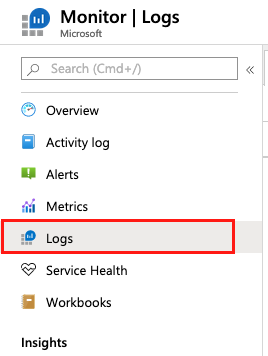 Monitor | Logs
Microsoft
Search (Cmd+/)
«
Overview
Activity log
Alerts
Metrics
Logs
Service Health
Workbooks
Insights